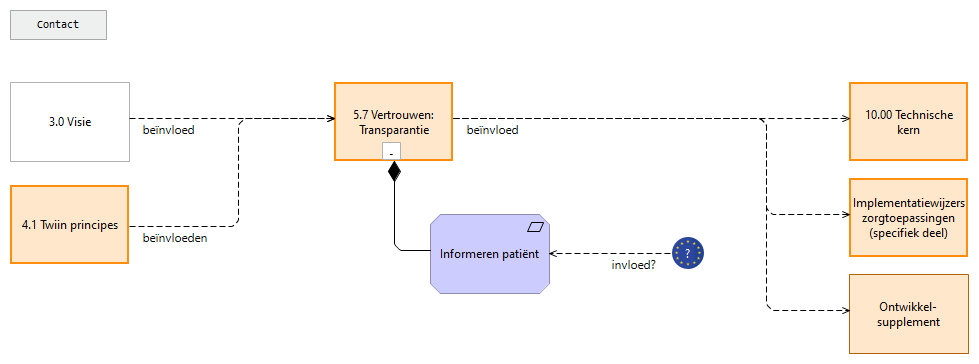 Contact
3.0 Visie
beïnvloed
4.1 Twiin principes
beïnvloeden
5.7 Vertrouwen:
Transparantie
-
beïnvloed
Informeren patiënt
invloed?
?
10.00 Technische
kern
Implementatiewijzers
zorgtoepassingen
(specifiek deel)
Ontwikkel-
supplement